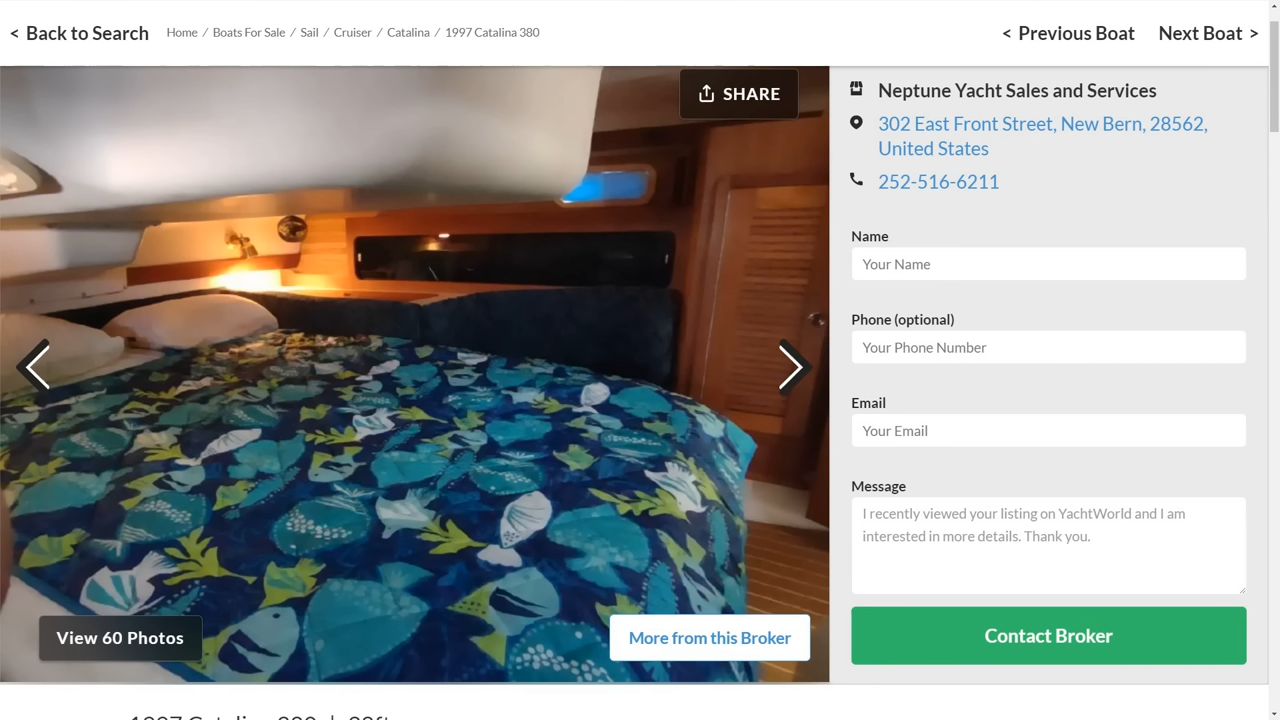 < Back to Search
Home / Boats For Sale / Sail / Cruiser / Catalina / 1997 Catalina 380
< Previous Boat
Next Boat >
SHARE
View 60 Photos
More from this Broker
Neptune Yacht Sales and Services
302 East Front Street, New Bern, 28562,
United States
252-516-6211
Name
Your Name
Phone (optional)
Your Phone Number
Email
Your Email
Message
I recently viewed your listing on YachtWorld and I am
interested in more details. Thank you.
Contact Broker
1997 Catalina 380 |